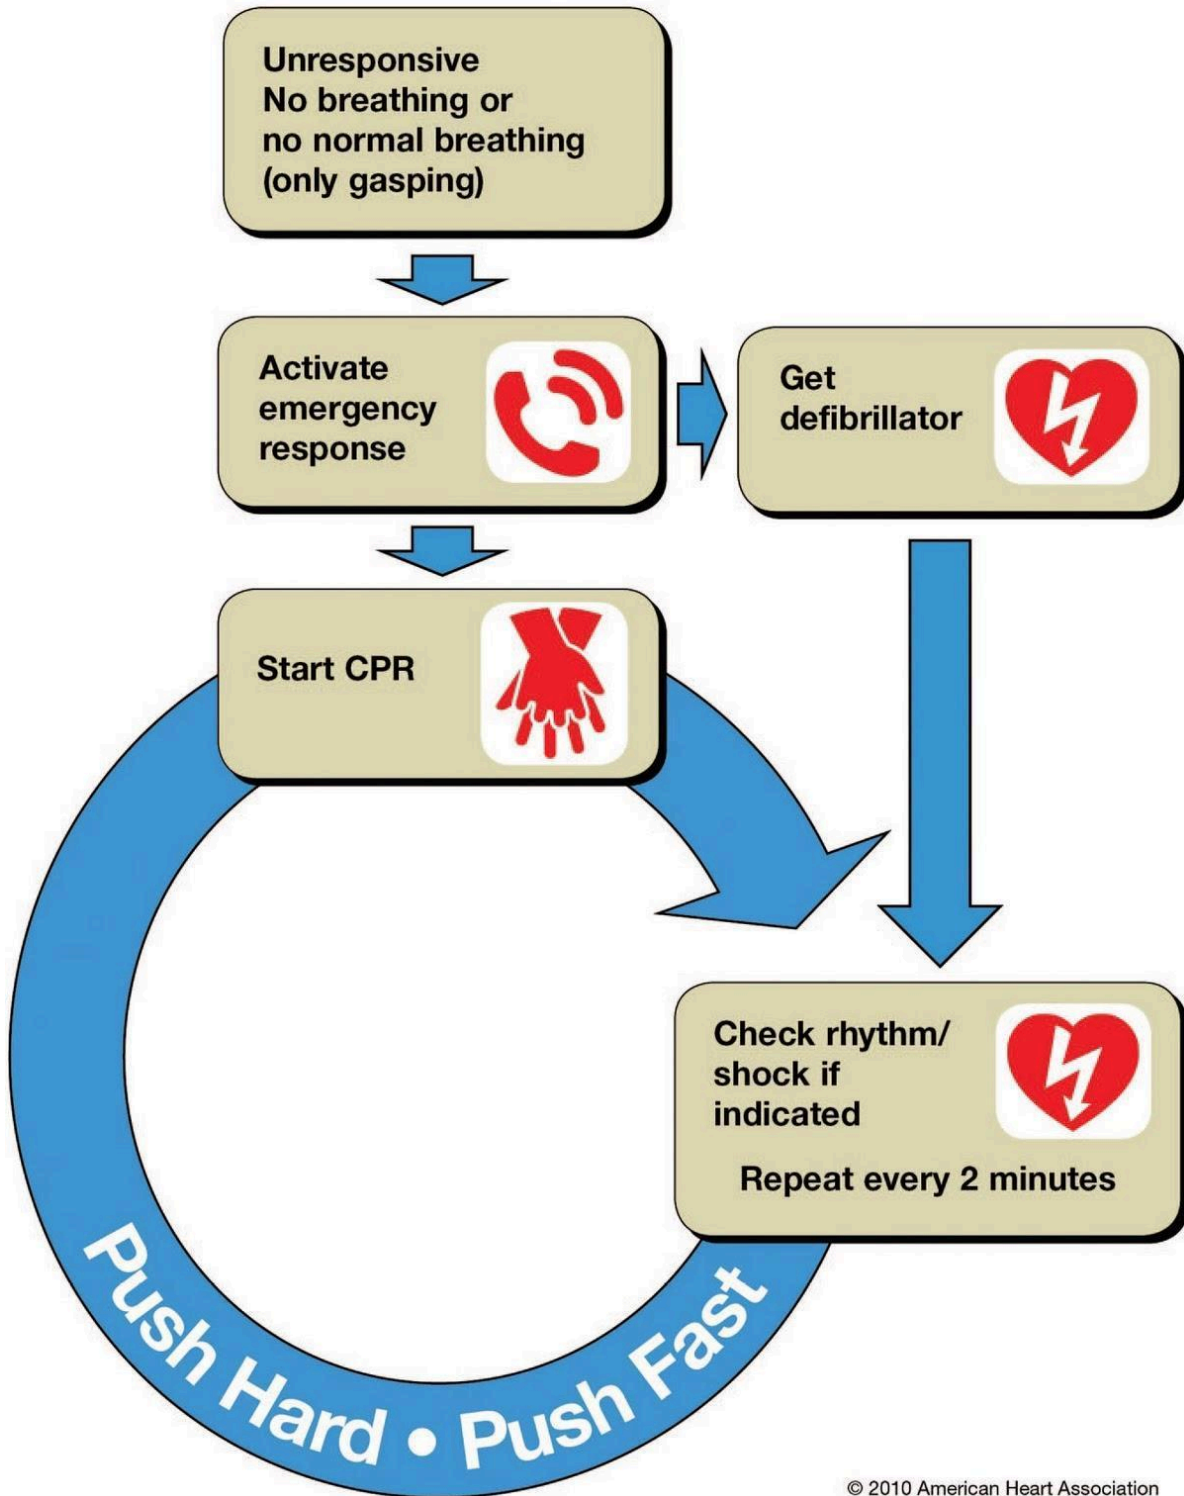 Unresponsive
No breathing or
no normal breathing
(only gasping)
Activate
emergency
response
Get
defibrillator
Start CPR
Check rhythm/
shock if
indicated
Repeat every 2 minutes
Push Hard • Push Fast
© 2010 American Heart Association